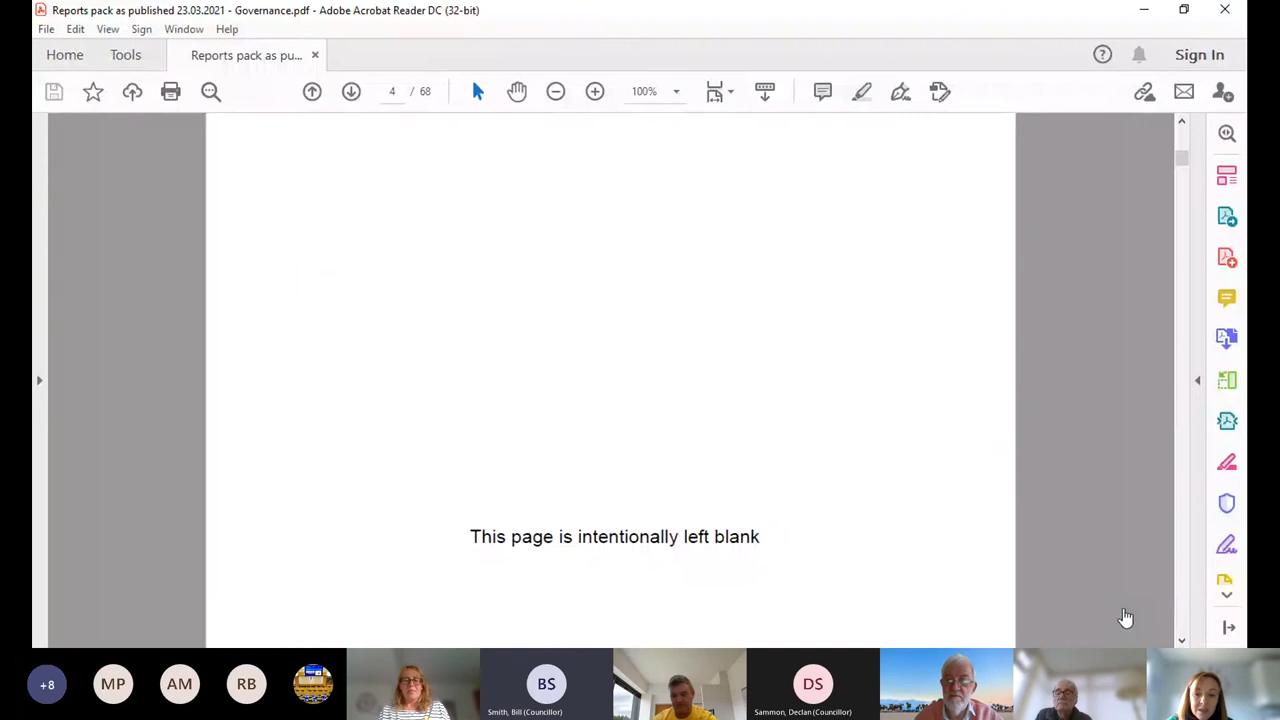 Reports pack as published 23.03.2021 - Governance.pdf - Adobe Acrobat Reader DC (32-bit)
File Edit View Sign Window Help
Home Tools Reports pack as pu... × Sign In
4 / 68 100%
This page is intentionally left blank
+8 MP AM RB BS DS
Smith, Bill (Councillor) Sammon, Declan (Councillor)